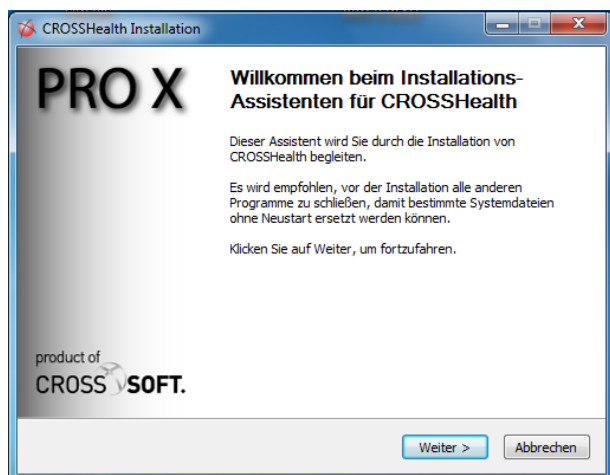 CROSSHealth Installation
PRO X
Willkommen beim Installations-
Assistenten für CROSSHealth
Dieser Assistent wird Sie durch die Installation von
CROSSHealth begleiten.
Es wird empfohlen, vor der Installation alle anderen
Programme zu schließen, damit bestimmte Systemdateien
ohne Neustart ersetzt werden können.
Klicken Sie auf Weiter, um fortzufahren.
product of
CROSS SOFT.
Weiter >
Abbrechen